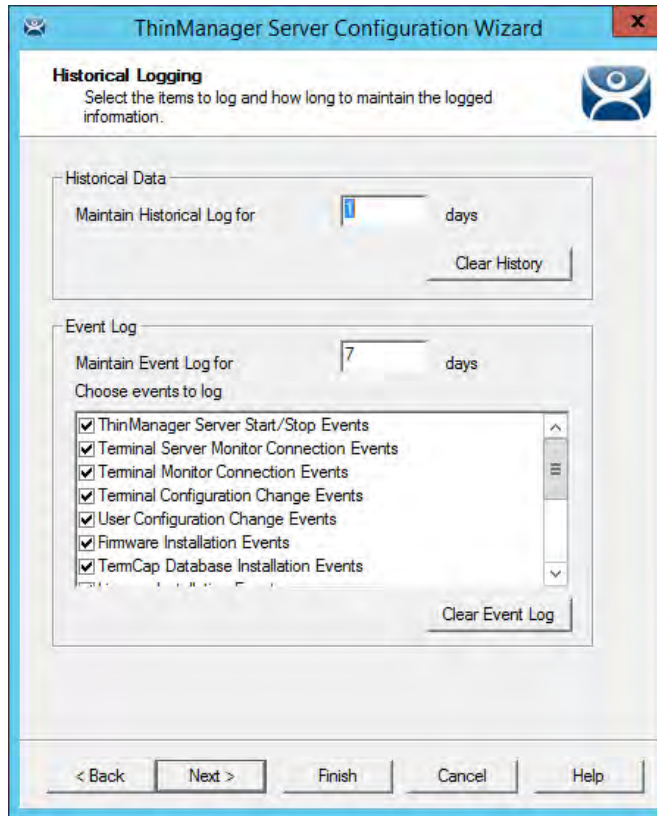 ThinManager Server Configuration Wizard
x
Historical Logging
Select the items to log and how long to maintain the logged
information.
Historical Data
Maintain Historical Log for 1 days
Clear History
Event Log
Maintain Event Log for 7 days
Choose events to log
ThinManager Server Start/Stop Events
Terminal Server Monitor Connection Events
Terminal Monitor Connection Events
Terminal Configuration Change Events
User Configuration Change Events
Firmware Installation Events
TermCap Database Installation Events
Clear Event Log
< Back Next > Finish Cancel Help